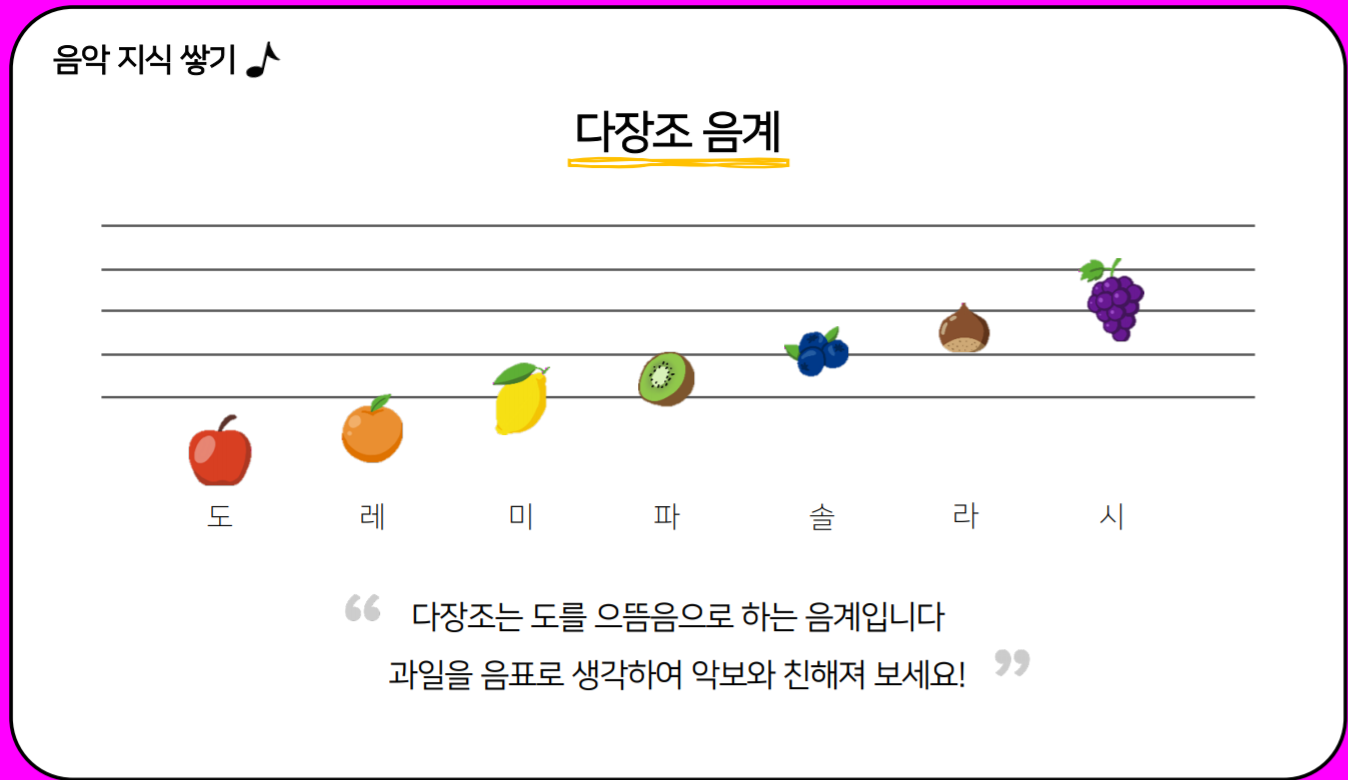 음악 지식 쌓기
다장조 음계
도 레 미 파 솔 라 시
“ 다장조는 도를 으뜸음으로 하는 음계입니다
과일을 음표로 생각하여 악보와 친해져 보세요! ”